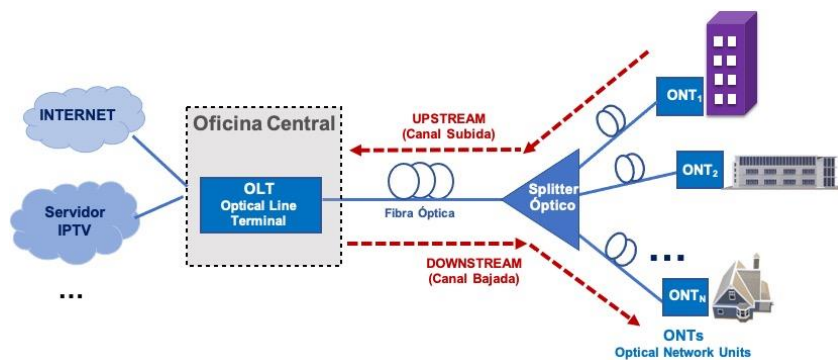 INTERNET
Servidor
IPTV
...
Oficina Central
OLT
Optical Line
Terminal
UPSTREAM
(Canal Subida)
Fibra Óptica
DOWNSTREAM
(Canal Bajada)
Splitter
Óptico
ONT1
ONT2
...
ONTN
ONTs
Optical Network Units